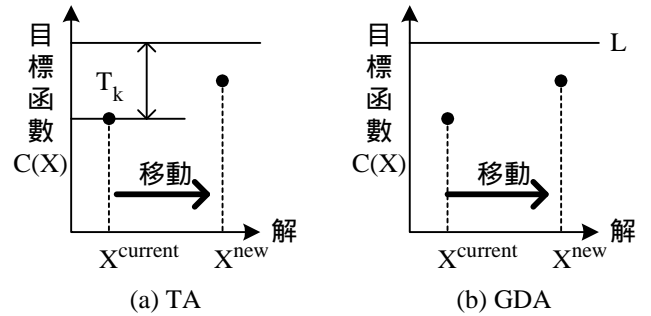 目
標
函
數
C(X)
T_k
移動
解
X^current
X^new
(a) TA
目
標
函
數
C(X)
L
移動
解
X^current
X^new
(b) GDA